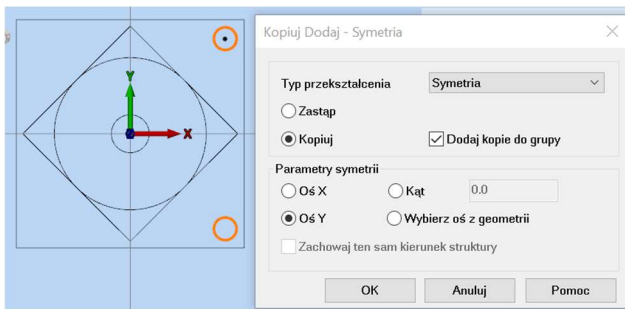 Kopiuj Dodaj - Symetria
Typ przekształcenia Symetria
Zastąp
Kopiuj Dodaj kopie do grupy
Parametry symetrii
Oś X Kąt 0.0
Oś Y Wybierz oś z geometrii
Zachowaj ten sam kierunek struktury
OK Anuluj Pomoc
Y
X